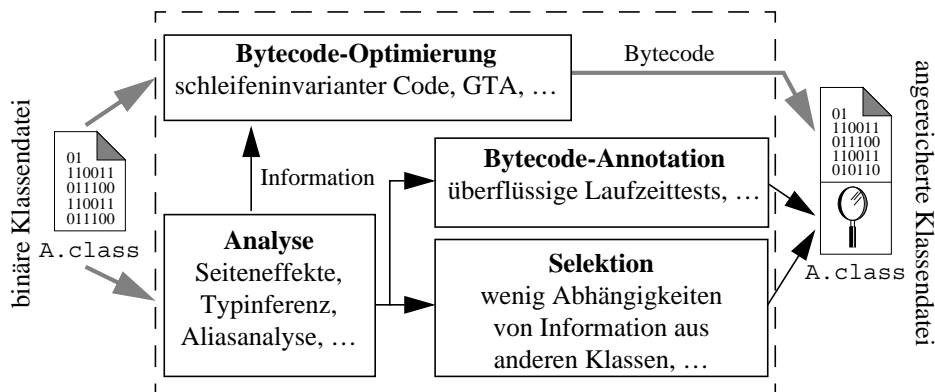 binäre Klassendatei
01
110011
011100
110011
011100
A.class
Bytecode-Optimierung
schleifeninvarianter Code, GTA, …
Information
Analyse
Seiteneffekte,
Typinferenz,
Aliasanalyse, …
Bytecode-Annotation
überflüssige Laufzeittests, …
Selektion
wenig Abhängigkeiten
von Information aus
anderen Klassen, …
Bytecode
01
110011
011100
110011
010110
A.class
angereicherte Klassendatei